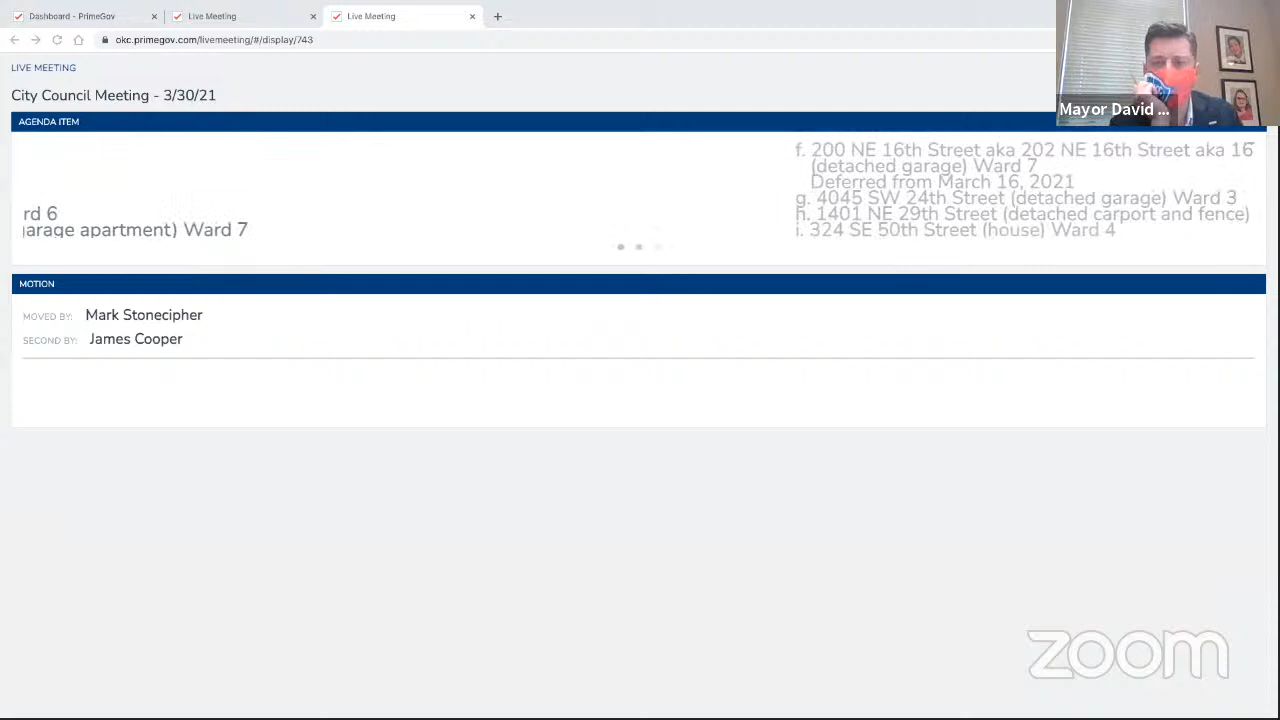 Dashboard - PrimeGov
Live Meeting
Live Meeting
okc.primegov.com/livemeeting/#/display/743
LIVE MEETING
City Council Meeting - 3/30/21
Mayor David ...
AGENDA ITEM
rd 6
arage apartment) Ward 7
f. 200 NE 16th Street aka 202 NE 16th Street aka 16
(detached garage) Ward 7
Deferred from March 16, 2021
g. 4045 SW 24th Street (detached garage) Ward 3
h. 1401 NE 29th Street (detached carport and fence)
i. 324 SE 50th Street (house) Ward 4
MOTION
MOVED BY: Mark Stonecipher
SECOND BY: James Cooper
zoom